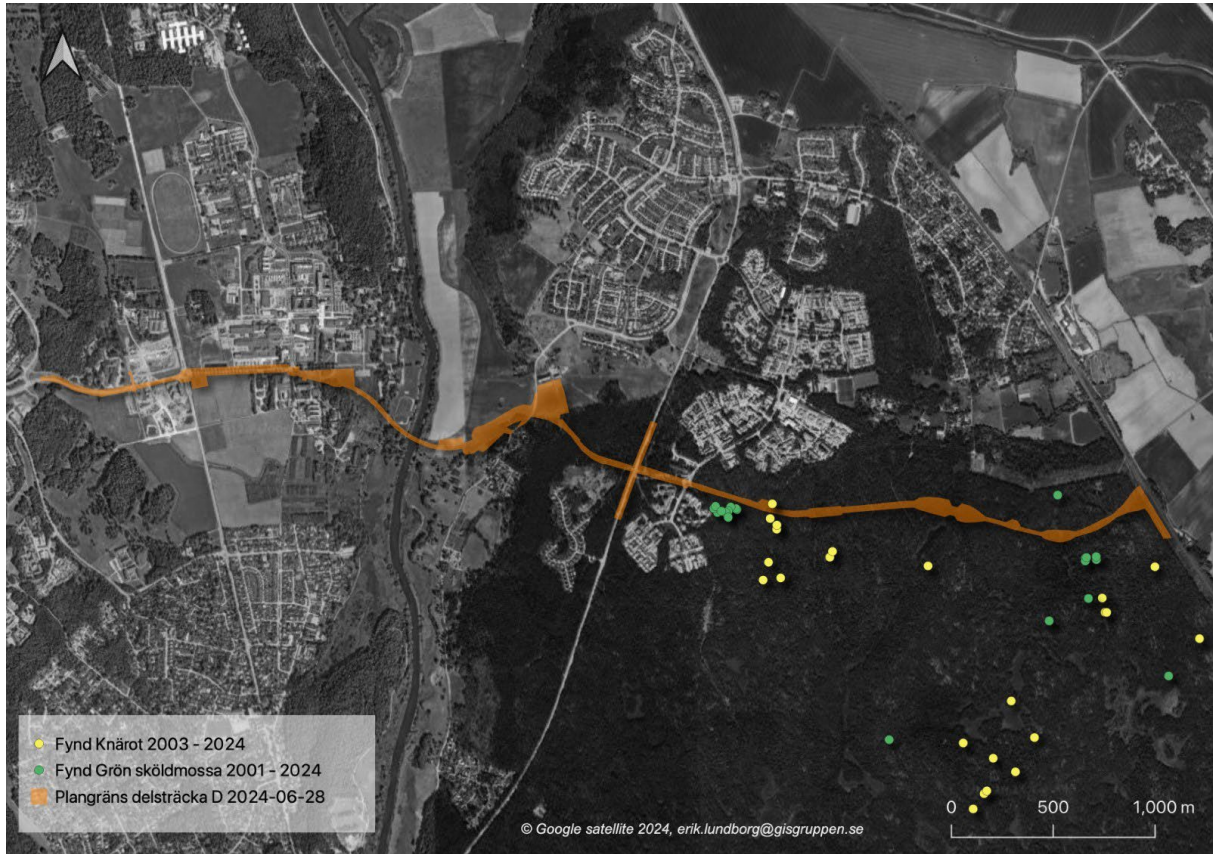 Fynd Knärot 2003 - 2024
Fynd Grön sköldmossa 2001 - 2024
Plangräns delsträcka D 2024-06-28
0 500 1,000 m
© Google satellite 2024, erik.lundborg@gisgruppen.se